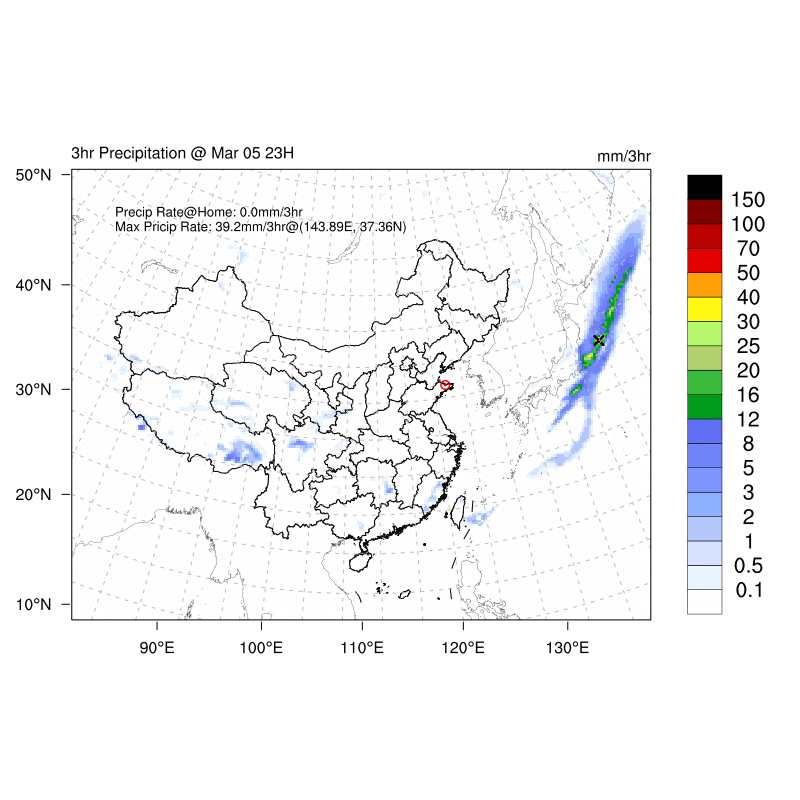 3hr Precipitation @ Mar 05 23H
mm/3hr
Precip Rate@Home: 0.0mm/3hr
Max Pricip Rate: 39.2mm/3hr@(143.89E, 37.36N)
50°N
40°N
30°N
20°N
10°N
90°E
100°E
110°E
120°E
130°E
150
100
70
50
40
30
25
20
16
12
8
5
3
2
1
0.5
0.1